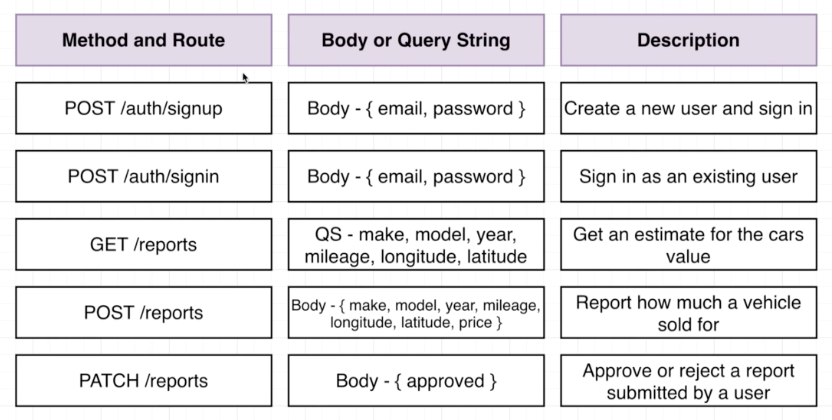 Method and Route
Body or Query String
Description
POST /auth/signup
Body - { email, password }
Create a new user and sign in
POST /auth/signin
Body - { email, password }
Sign in as an existing user
GET /reports
QS - make, model, year,
mileage, longitude, latitude
Get an estimate for the cars
value
POST /reports
Body - { make, model, year, mileage,
longitude, latitude, price }
Report how much a vehicle
sold for
PATCH /reports
Body - { approved }
Approve or reject a report
submitted by a user